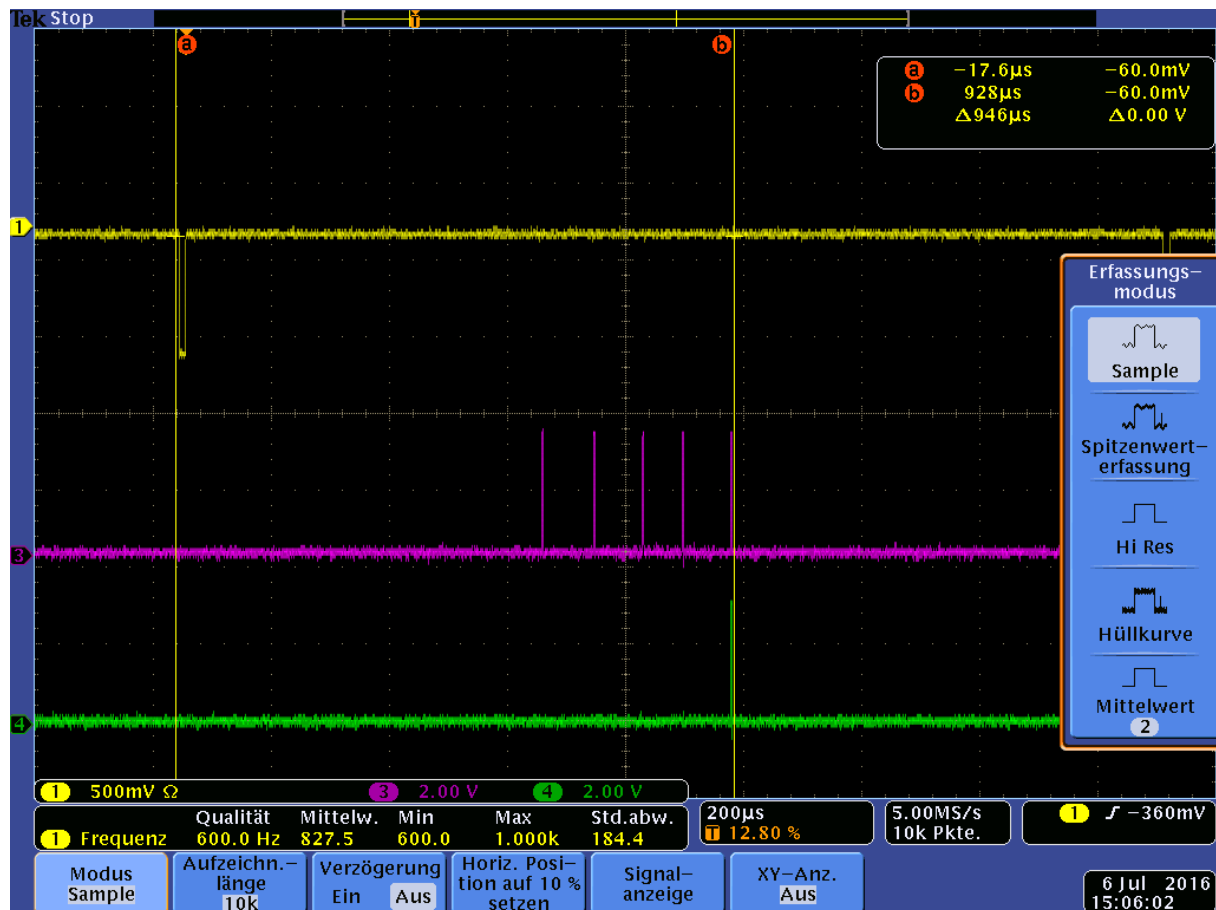 Tek Stop
T
a
b
a −17.6µs −60.0mV
b 928µs −60.0mV
Δ946µs Δ0.00 V
1
Erfassungs−
modus
Sample
Spitzenwert−
erfassung
3
Hi Res
Hüllkurve
4
Mittelwert
2
1 500mV Ω 3 2.00 V 4 2.00 V
Qualität Mittelw. Min Max Std.abw.
1 Frequenz 600.0 Hz 827.5 600.0 1.000k 184.4
200µs
T 12.80 %
5.00MS/s
10k Pkte.
1 −360mV
Modus
Sample
Aufzeichn.−
länge
10k
Verzögerung
Ein Aus
Horiz. Posi−
tion auf 10 %
setzen
Signal−
anzeige
XY−Anz.
Aus
6 Jul 2016
15:06:02